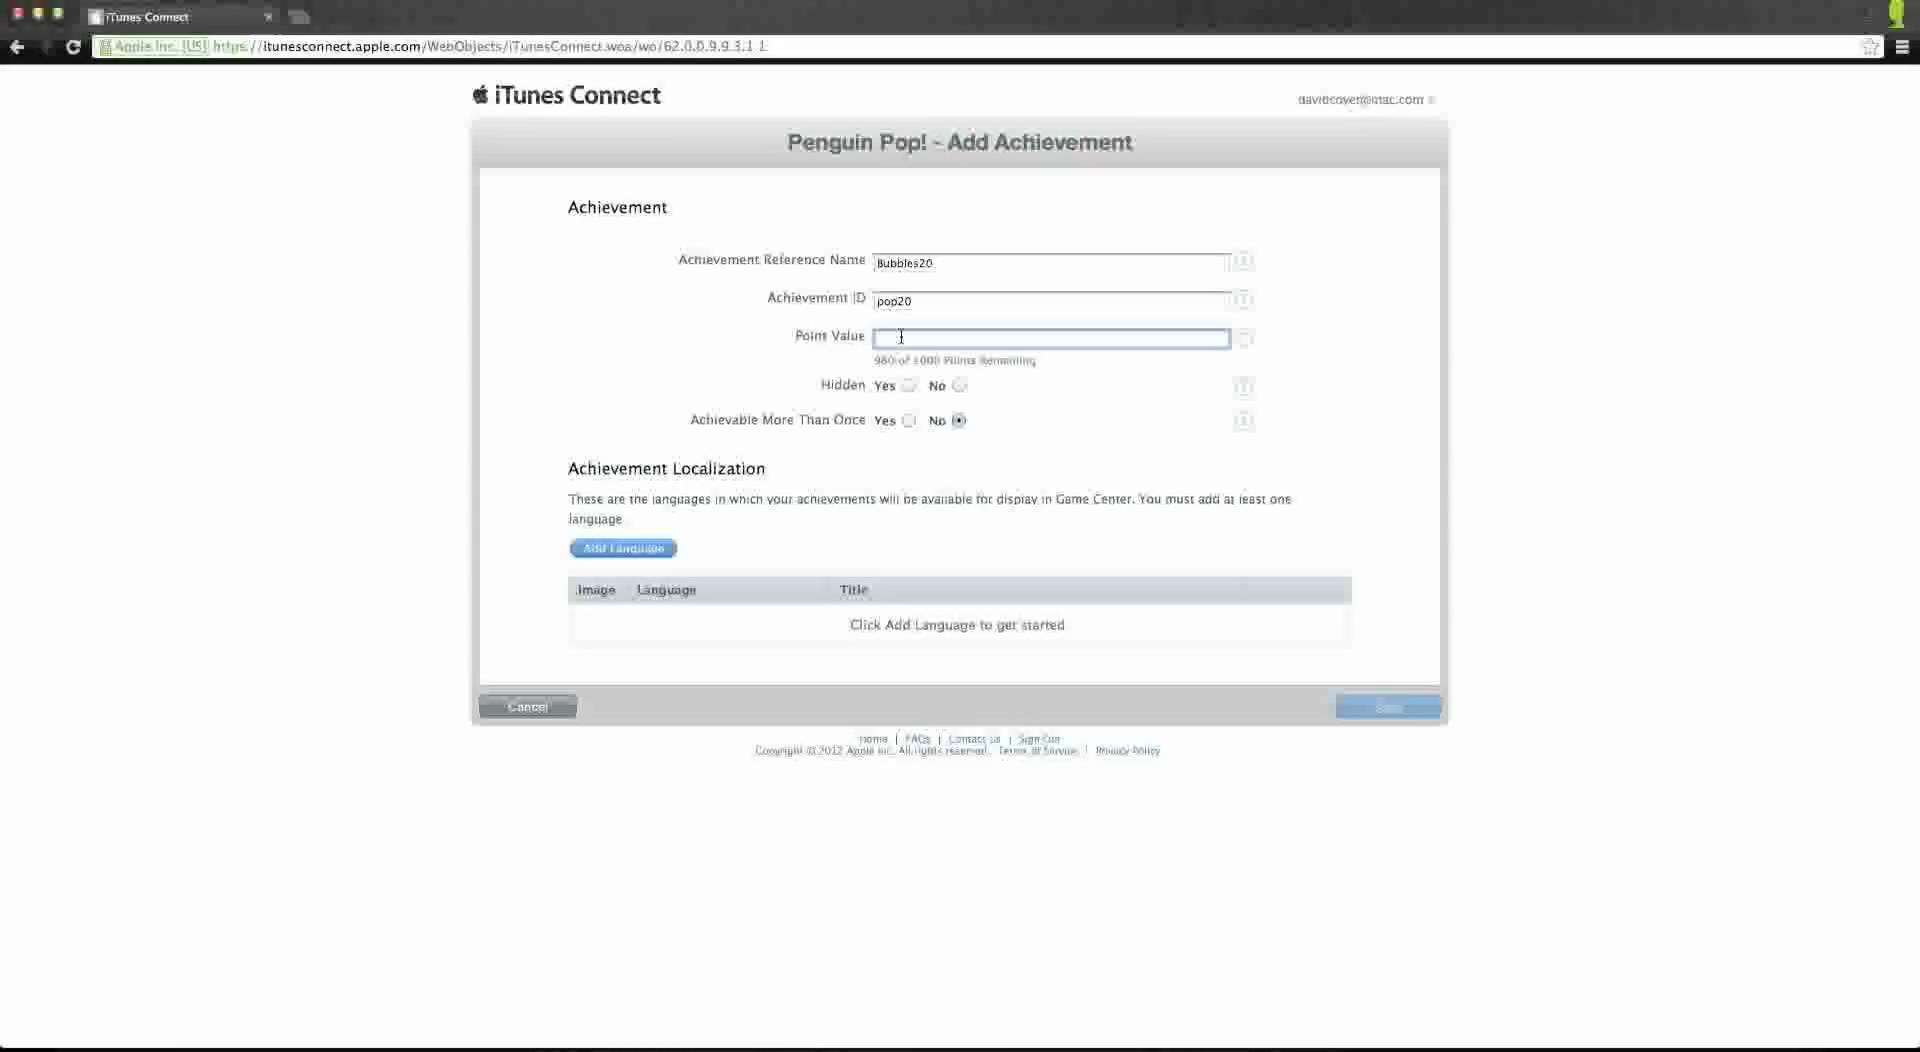 iTunes Connect
Apple Inc. [US] https://itunesconnect.apple.com/WebObjects/iTunesConnect.woa/wo/62.0.0.9.9.3.1.1
iTunes Connect
davidcover@mac.com
Penguin Pop! - Add Achievement
Achievement
Achievement Reference Name Bubbles20
Achievement ID pop20
Point Value
980 of 1000 Points Remaining
Hidden Yes No
Achievable More Than Once Yes No
Achievement Localization
These are the languages in which your achievements will be available for display in Game Center. You must add at least one
language
Add Language
Image Language Title
Click Add Language to get started
Cancel Save
Home | FAQs | Contact Us | Sign Out
Copyright © 2012 Apple Inc. All rights reserved. Terms of Service | Privacy Policy